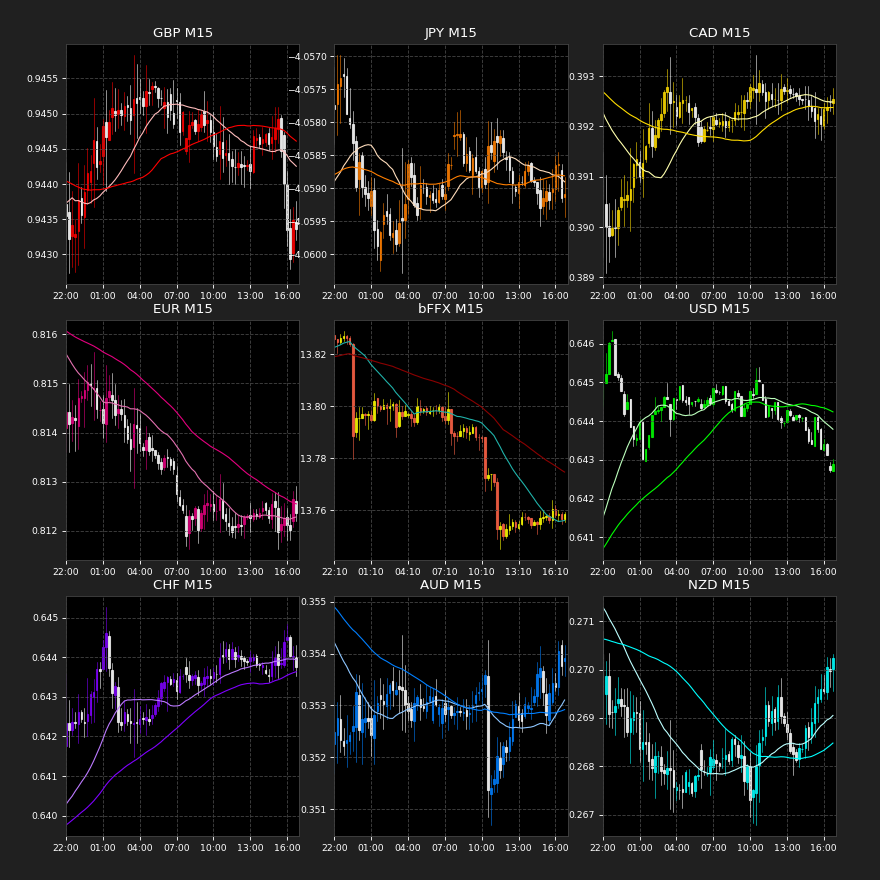 GBP M15
0.9455
0.9450
0.9445
0.9440
0.9435
0.9430
22:00 01:00 04:00 07:00 10:00 13:00 16:00
JPY M15
−4.0570
−4.0575
−4.0580
−4.0585
−4.0590
−4.0595
−4.0600
22:00 01:00 04:00 07:00 10:00 13:00 16:00
CAD M15
0.393
0.392
0.391
0.390
0.389
22:00 01:00 04:00 07:00 10:00 13:00 16:00
EUR M15
0.816
0.815
0.814
0.813
0.812
22:00 01:00 04:00 07:00 10:00 13:00 16:00
bFFX M15
13.82
13.80
13.78
13.76
22:10 01:10 04:10 07:10 10:10 13:10 16:10
USD M15
0.646
0.645
0.644
0.643
0.642
0.641
22:00 01:00 04:00 07:00 10:00 13:00 16:00
CHF M15
0.645
0.644
0.643
0.642
0.641
0.640
22:00 01:00 04:00 07:00 10:00 13:00 16:00
AUD M15
0.355
0.354
0.353
0.352
0.351
22:00 01:00 04:00 07:00 10:00 13:00 16:00
NZD M15
0.271
0.270
0.269
0.268
0.267
22:00 01:00 04:00 07:00 10:00 13:00 16:00